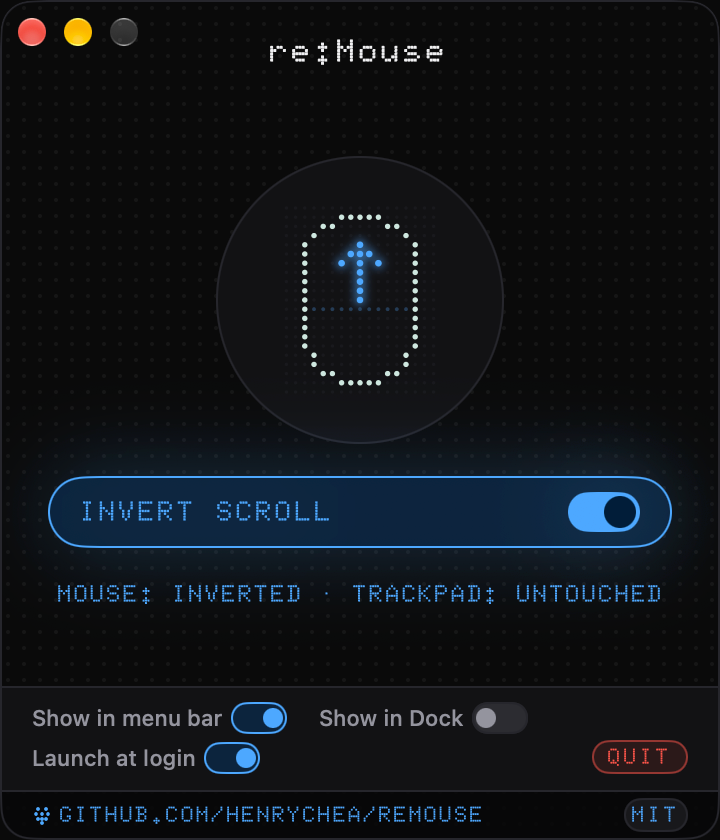 re:Mouse
INVERT SCROLL
MOUSE: INVERTED · TRACKPAD: UNTOUCHED
Show in menu bar Show in Dock
Launch at login QUIT
GITHUB.COM/HENRYCHEA/REMOUSE MIT